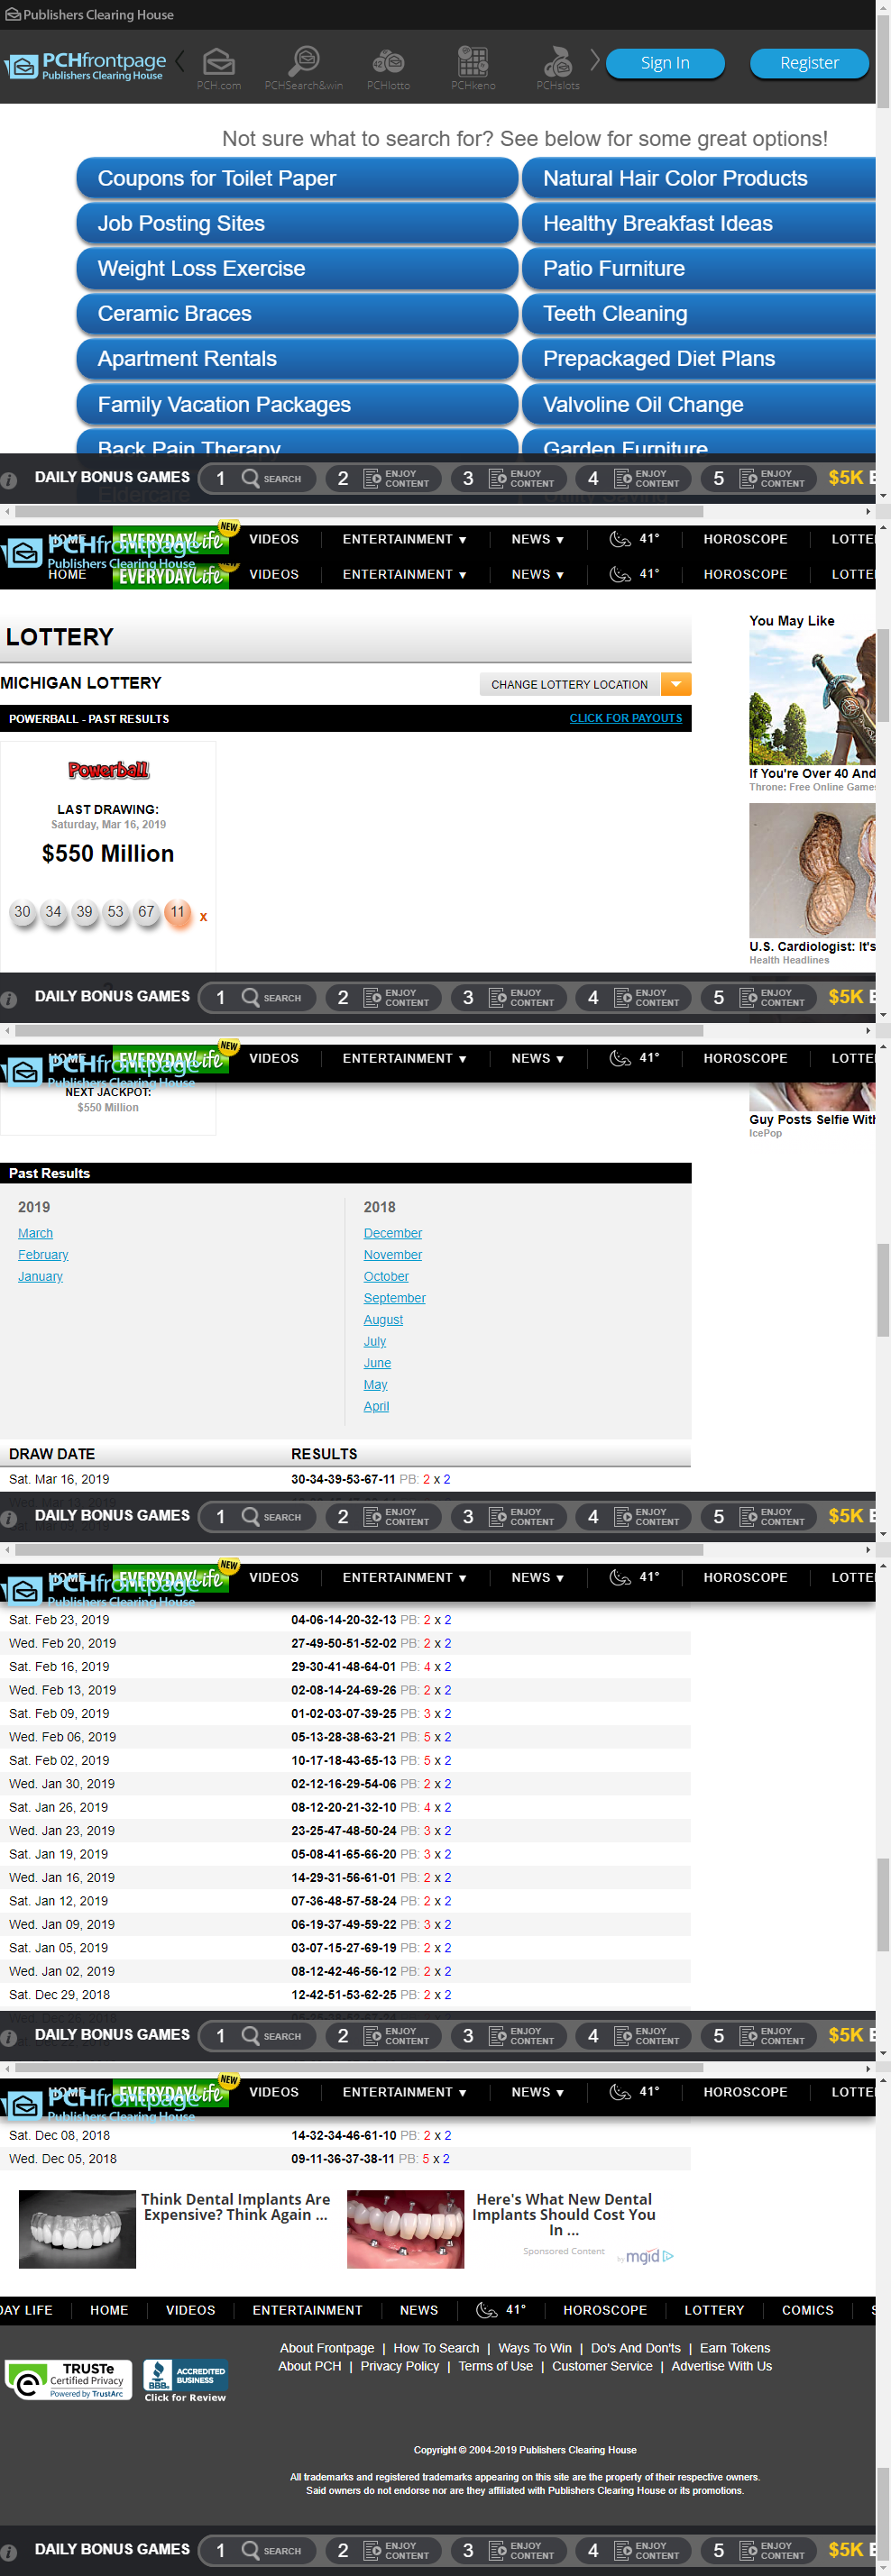 Publishers Clearing House
PCHfrontpage
Publishers Clearing House
PCH.com
PCHSearch&win
PCHlotto
PCHkeno
PCHslots
Sign In
Register
Not sure what to search for? See below for some great options!
Coupons for Toilet Paper
Natural Hair Color Products
Job Posting Sites
Healthy Breakfast Ideas
Weight Loss Exercise
Patio Furniture
Ceramic Braces
Teeth Cleaning
Apartment Rentals
Prepackaged Diet Plans
Family Vacation Packages
Valvoline Oil Change
Back Pain Therapy
Garden Furniture
Eldercare
Utility Saving
DAILY BONUS GAMES 1 SEARCH 2 ENJOY CONTENT 3 ENJOY CONTENT 4 ENJOY CONTENT 5 ENJOY CONTENT $5K E
HOME EVERYDAY Life NEW VIDEOS ENTERTAINMENT NEWS 41° HOROSCOPE LOTTE
PCHfrontpage
Publishers Clearing House
HOME EVERYDAY Life VIDEOS ENTERTAINMENT NEWS 41° HOROSCOPE LOTTE
LOTTERY
MICHIGAN LOTTERY
CHANGE LOTTERY LOCATION
POWERBALL - PAST RESULTS
CLICK FOR PAYOUTS
Powerball
LAST DRAWING:
Saturday, Mar 16, 2019
$550 Million
30 34 39 53 67 11 x
You May Like
If You're Over 40 And
Throne: Free Online Games
U.S. Cardiologist: It's
Health Headlines
DAILY BONUS GAMES 1 SEARCH 2 ENJOY CONTENT 3 ENJOY CONTENT 4 ENJOY CONTENT 5 ENJOY CONTENT $5K E
HOME EVERYDAY Life NEW VIDEOS ENTERTAINMENT NEWS 41° HOROSCOPE LOTTE
PCHfrontpage
Publishers Clearing House
NEXT JACKPOT:
$550 Million
Guy Posts Selfie With
IcePop
Past Results
2019
March
February
January
2018
December
November
October
September
August
July
June
May
April
DRAW DATE RESULTS
Sat. Mar 16, 2019 30-34-39-53-67-11 PB: 2 x 2
DAILY BONUS GAMES 1 SEARCH 2 ENJOY CONTENT 3 ENJOY CONTENT 4 ENJOY CONTENT 5 ENJOY CONTENT $5K E
HOME EVERYDAY Life NEW VIDEOS ENTERTAINMENT NEWS 41° HOROSCOPE LOTTE
PCHfrontpage
Publishers Clearing House
Sat. Feb 23, 2019 04-06-14-20-32-13 PB: 2 x 2
Wed. Feb 20, 2019 27-49-50-51-52-02 PB: 2 x 2
Sat. Feb 16, 2019 29-30-41-48-64-01 PB: 4 x 2
Wed. Feb 13, 2019 02-08-14-24-69-26 PB: 2 x 2
Sat. Feb 09, 2019 01-02-03-07-39-25 PB: 3 x 2
Wed. Feb 06, 2019 05-13-28-38-63-21 PB: 5 x 2
Sat. Feb 02, 2019 10-17-18-43-65-13 PB: 5 x 2
Wed. Jan 30, 2019 02-12-16-29-54-06 PB: 2 x 2
Sat. Jan 26, 2019 08-12-20-21-32-10 PB: 4 x 2
Wed. Jan 23, 2019 23-25-47-48-50-24 PB: 3 x 2
Sat. Jan 19, 2019 05-08-41-65-66-20 PB: 3 x 2
Wed. Jan 16, 2019 14-29-31-56-61-01 PB: 2 x 2
Sat. Jan 12, 2019 07-36-48-57-58-24 PB: 2 x 2
Wed. Jan 09, 2019 06-19-37-49-59-22 PB: 3 x 2
Sat. Jan 05, 2019 03-07-15-27-69-19 PB: 2 x 2
Wed. Jan 02, 2019 08-12-42-46-56-12 PB: 2 x 2
Sat. Dec 29, 2018 12-42-51-53-62-25 PB: 2 x 2
DAILY BONUS GAMES 1 SEARCH 2 ENJOY CONTENT 3 ENJOY CONTENT 4 ENJOY CONTENT 5 ENJOY CONTENT $5K E
HOME EVERYDAY Life NEW VIDEOS ENTERTAINMENT NEWS 41° HOROSCOPE LOTTE
PCHfrontpage
Publishers Clearing House
Sat. Dec 08, 2018 14-32-34-46-61-10 PB: 2 x 2
Wed. Dec 05, 2018 09-11-36-37-38-11 PB: 5 x 2
Think Dental Implants Are
Expensive? Think Again ...
Here's What New Dental
Implants Should Cost You
In ...
Sponsored Content
by mgid
DAY LIFE HOME VIDEOS ENTERTAINMENT NEWS 41° HOROSCOPE LOTTERY COMICS S
About Frontpage | How To Search | Ways To Win | Do's And Don'ts | Earn Tokens
About PCH | Privacy Policy | Terms of Use | Customer Service | Advertise With Us
TRUSTe
Certified Privacy
Powered by TrustArc
BBB
ACCREDITED
BUSINESS
Click for Review
Copyright © 2004-2019 Publishers Clearing House
All trademarks and registered trademarks appearing on this site are the property of their respective owners.
Said owners do not endorse nor are they affiliated with Publishers Clearing House or its promotions.
DAILY BONUS GAMES 1 SEARCH 2 ENJOY CONTENT 3 ENJOY CONTENT 4 ENJOY CONTENT 5 ENJOY CONTENT $5K E